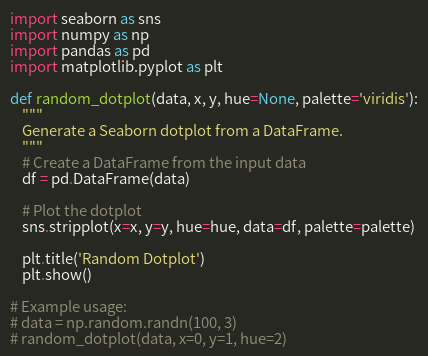 import seaborn as sns
import numpy as np
import pandas as pd
import matplotlib.pyplot as plt

def random_dotplot(data, x, y, hue=None, palette='viridis'):
    """
    Generate a Seaborn dotplot from a DataFrame.
    """
    # Create a DataFrame from the input data
    df = pd.DataFrame(data)

    # Plot the dotplot
    sns.stripplot(x=x, y=y, hue=hue, data=df, palette=palette)

    plt.title('Random Dotplot')
    plt.show()

# Example usage:
# data = np.random.randn(100, 3)
# random_dotplot(data, x=0, y=1, hue=2)